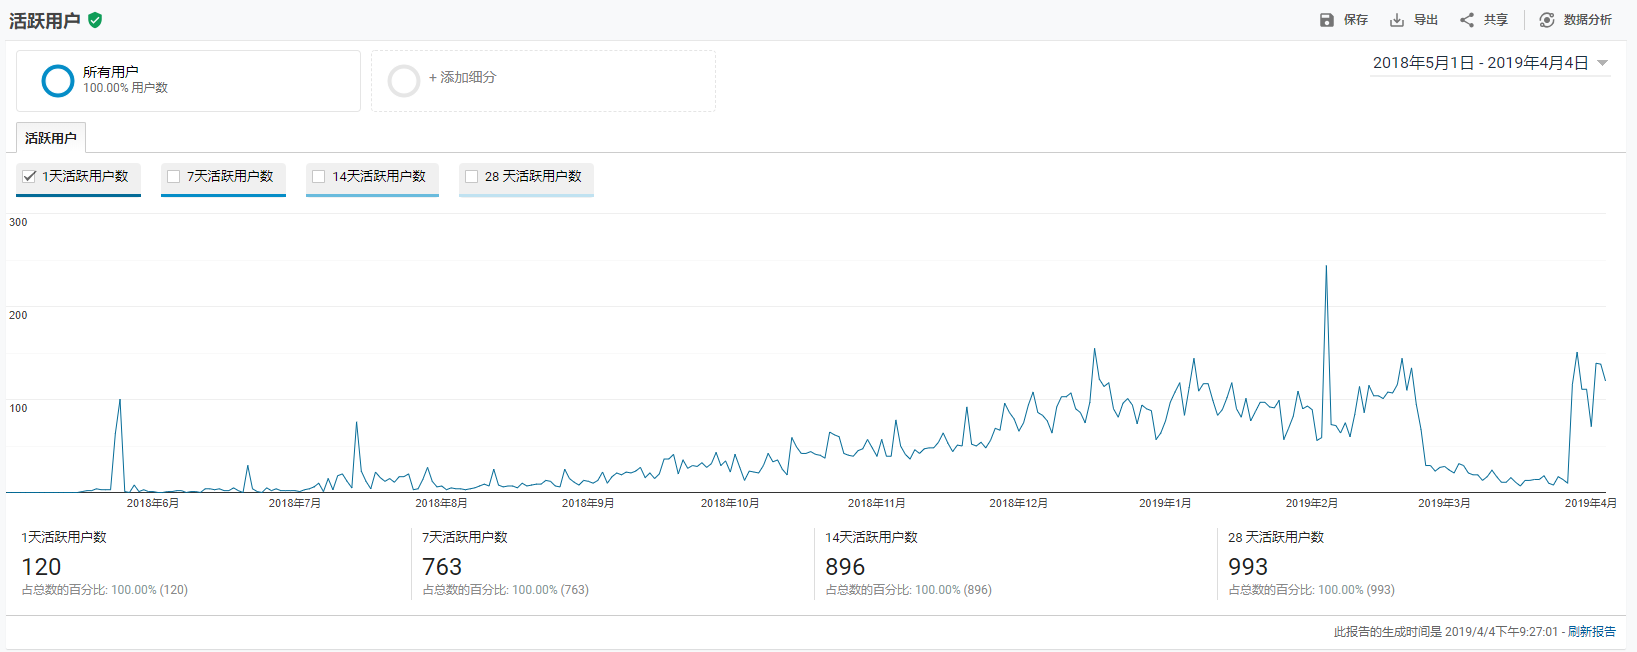 活跃用户
保存 导出 共享 数据分析
所有用户
100.00% 用户数
+ 添加细分
2018年5月1日 - 2019年4月4日
活跃用户
1天活跃用户数 7天活跃用户数 14天活跃用户数 28 天活跃用户数
300
200
100
2018年6月 2018年7月 2018年8月 2018年9月 2018年10月 2018年11月 2018年12月 2019年1月 2019年2月 2019年3月 2019年4月
1天活跃用户数 7天活跃用户数 14天活跃用户数 28 天活跃用户数
120 763 896 993
占总数的百分比: 100.00% (120) 占总数的百分比: 100.00% (763) 占总数的百分比: 100.00% (896) 占总数的百分比: 100.00% (993)
此报告的生成时间是 2019/4/4下午9:27:01 - 刷新报告